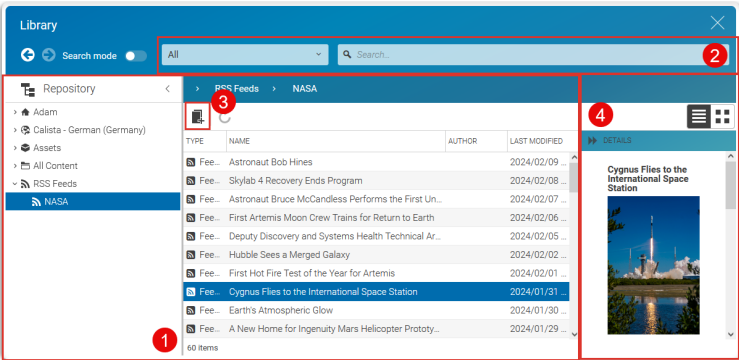 Library
Search mode
All
Search...
2
Repository
RSS Feeds > NASA
3
4
Adam
Calista - German (Germany)
Assets
All Content
RSS Feeds
NASA
TYPE NAME AUTHOR LAST MODIFIED
Fee... Astronaut Bob Hines 2024/02/09 ...
Fee... Skylab 4 Recovery Ends Program 2024/02/08 ...
Fee... Astronaut Bruce McCandless Performs the First Un... 2024/02/07 ...
Fee... First Artemis Moon Crew Trains for Return to Earth 2024/02/06 ...
Fee... Deputy Discovery and Systems Health Technical Ar... 2024/02/05 ...
Fee... Hubble Sees a Merged Galaxy 2024/02/02 ...
Fee... First Hot Fire Test of the Year for Artemis 2024/02/01 ...
Fee... Cygnus Flies to the International Space Station 2024/01/31 ...
Fee... Earth's Atmospheric Glow 2024/01/30 ...
Fee... A New Home for Ingenuity Mars Helicopter Prototy... 2024/01/29 ...
60 items
1
DETAILS
Cygnus Flies to the
International Space
Station